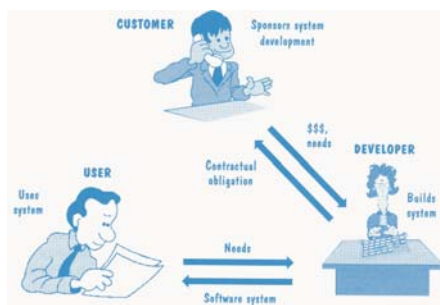 CUSTOMER
Sponsors system
development
$$$,
needs
Contractual
obligation
DEVELOPER
Builds
system
USER
Uses
system
Needs
Software system